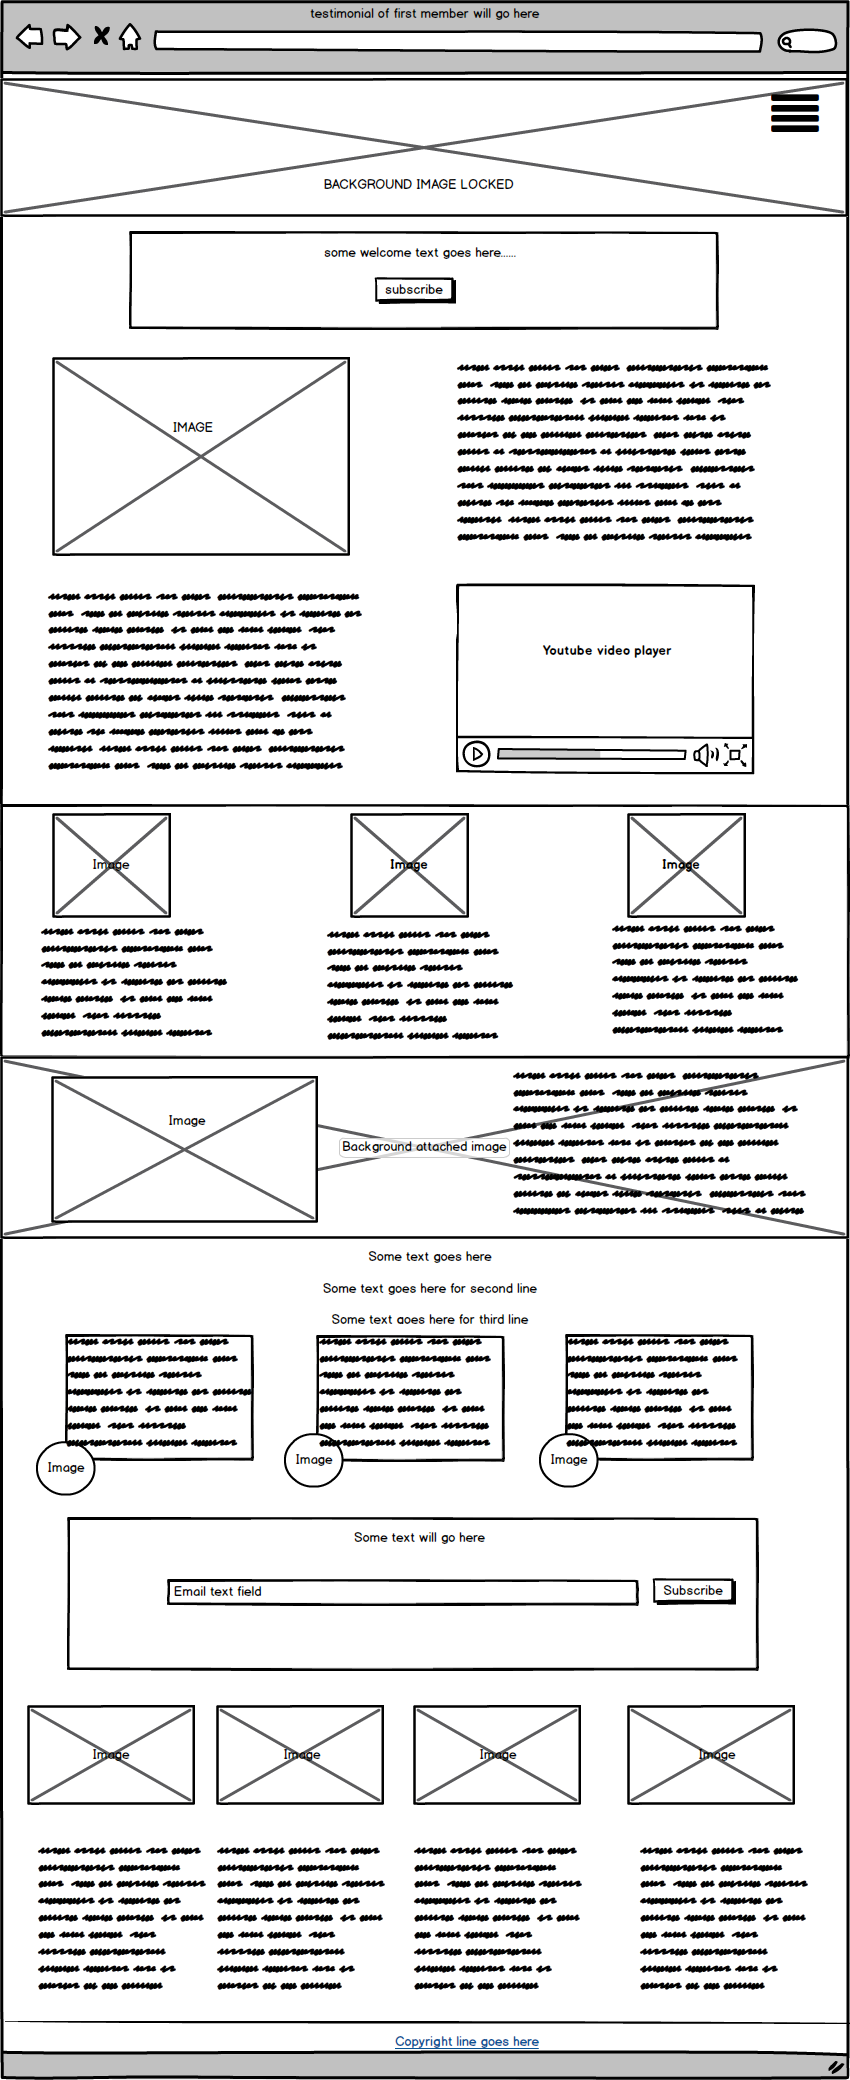 testimonial of first member will go here
BACKGROUND IMAGE LOCKED
some welcome text goes here......
subscribe
IMAGE
Youtube video player
Image
Image
Image
Image
Background attached image
Some text goes here
Some text goes here for second line
Some text goes here for third line
Image
Image
Image
Some text will go here
Email text field
Subscribe
Image
Image
Image
Image
Copyright line goes here